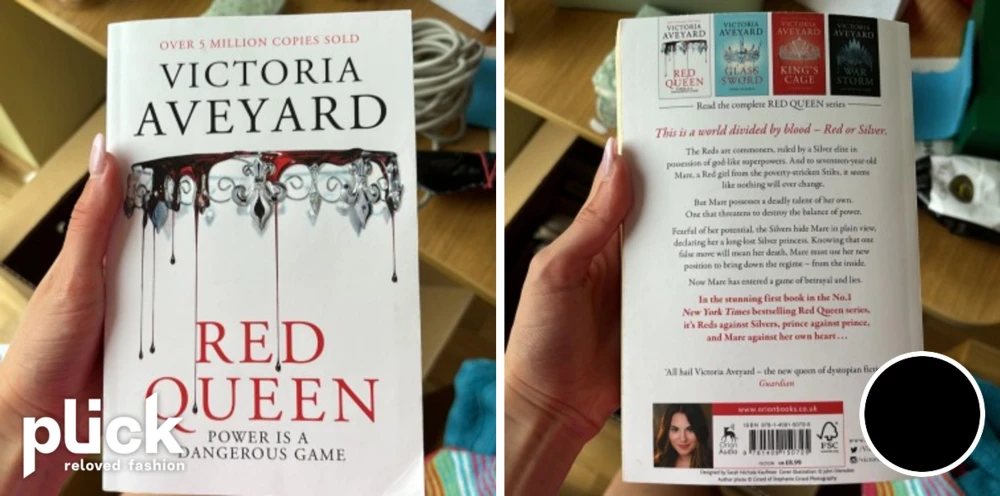 OVER 5 MILLION COPIES SOLD
VICTORIA
AVEYARD
RED
QUEEN
POWER IS A
DANGEROUS GAME
plick
reloved fashion
VICTORIA
AVEYARD
RED
QUEEN
VICTORIA
AVEYARD
GLASS
SWORD
VICTORIA
AVEYARD
KING'S
CAGE
VICTORIA
AVEYARD
WAR
STORM
Read the complete RED QUEEN series
This is a world divided by blood – Red or Silver.
The Reds are commoners, ruled by a Silver elite in
possession of god-like superpowers. And to seventeen-year-old
Mare, a Red girl from the poverty-stricken Stilts, it seems
like nothing will ever change.
But Mare possesses a deadly talent of her own.
One that threatens to destroy the balance of power.
Fearful of her potential, the Silvers hide Mare in plain view,
declaring her a long-lost Silver princess. Knowing that one
false move will mean her death, Mare must use her new
position to bring down the regime – from the inside.
Now Mare has entered a game of betrayal and lies.
In the stunning first book in the No.1
New York Times bestselling Red Queen series,
it's Reds against Silvers, prince against prince,
and Mare against her own heart...
'All hail Victoria Aveyard – the new queen of dystopian
Guardian
www.orionbooks.co.uk
Orion
Audio
FSC